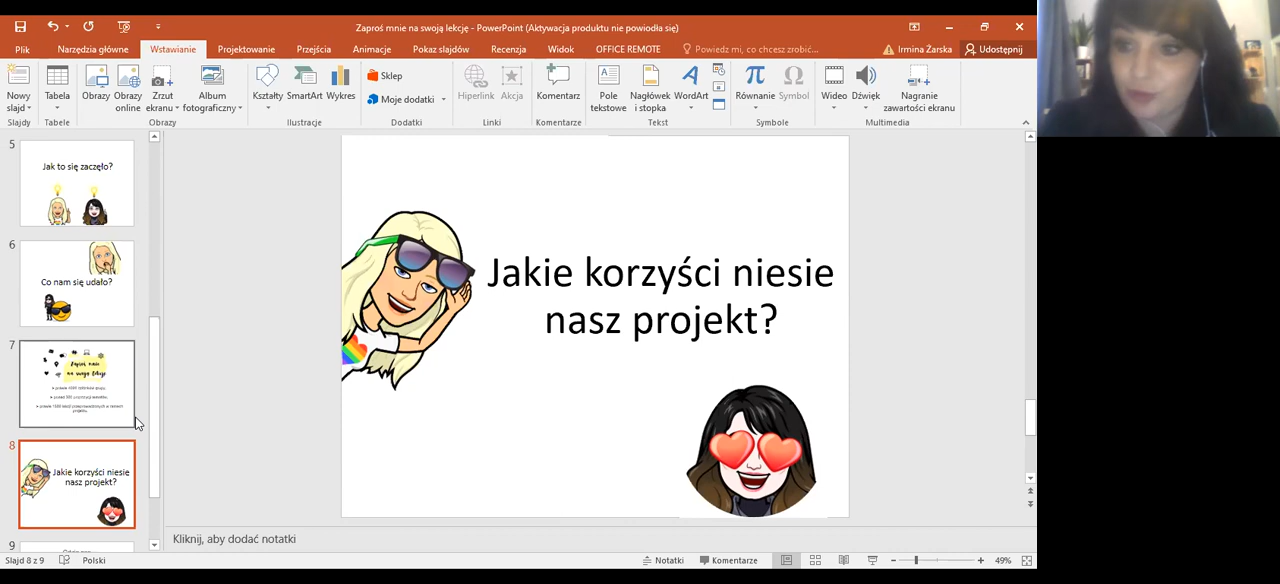 Zaproś mnie na swoją lekcję - PowerPoint (Aktywacja produktu nie powiodła się)
Plik Narzędzia główne Wstawianie Projektowanie Przejścia Animacje Pokaz slajdów Recenzja Widok OFFICE REMOTE Powiedz mi, co chcesz zrobić... Irmina Żarska Udostępnij
Nowy slajd
Tabela
Obrazy
Obrazy online
Zrzut ekranu
Album fotograficzny
Kształty
SmartArt
Wykres
Sklep
Moje dodatki
Hiperlink
Akcja
Komentarz
Pole tekstowe
Nagłówek i stopka
WordArt
Równanie
Symbol
Wideo
Dźwięk
Nagranie zawartości ekranu
Slajdy Tabele Obrazy Ilustracje Dodatki Linki Komentarze Tekst Symbole Multimedia
5
Jak to się zaczęło?
6
Co nam się udało?
7
Zaproś mnie
na swoją lekcję
8
Jakie korzyści niesie
nasz projekt?
9
Jakie korzyści niesie
nasz projekt?
Kliknij, aby dodać notatki
Slajd 8 z 9 Polski Notatki Komentarze 49%